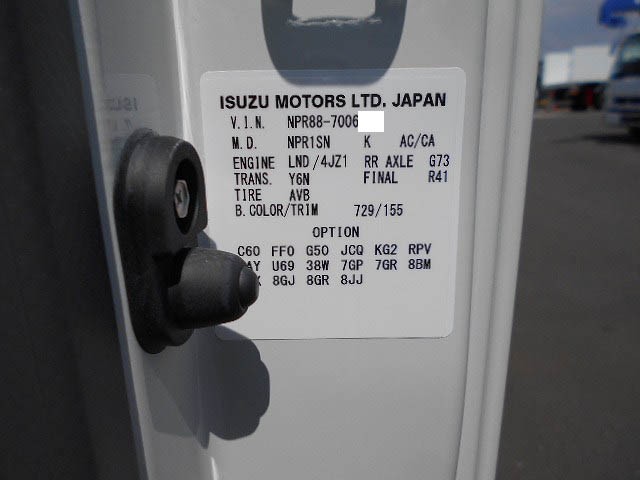 ISUZU MOTORS LTD. JAPAN
V.I.N. NPR88-7006
M.D. NPR1SN K AC/CA
ENGINE LND/4JZ1 RR AXLE G73
TRANS. Y6N FINAL R41
TIRE AVB
B.COLOR/TRIM 729/155
OPTION
C60 FF0 G50 JCQ KG2 RPV
U69 38W 7GP 7GR 8BM
8GJ 8GR 8JJ